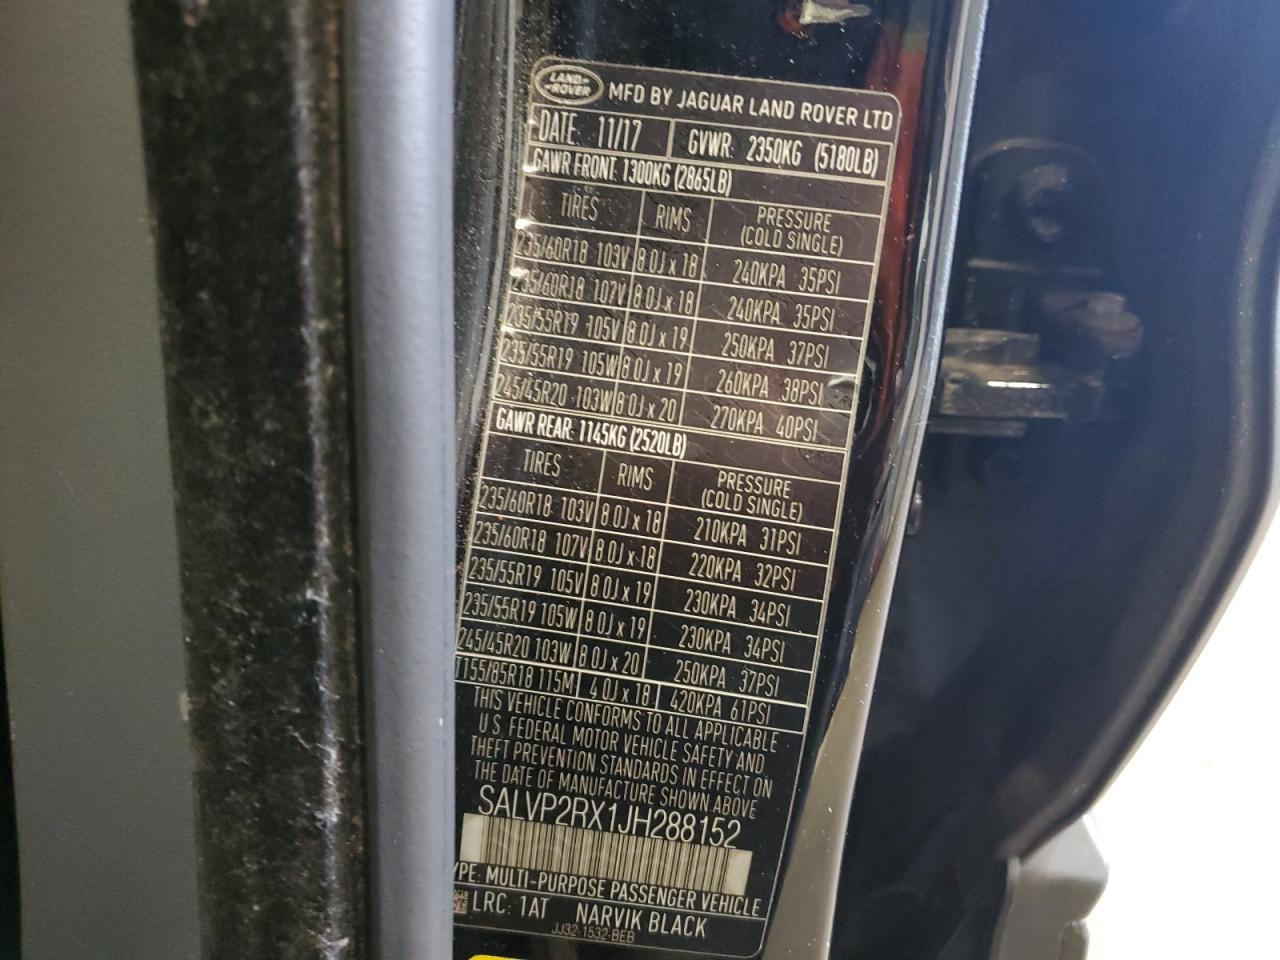 LAND ROVER MFD BY JAGUAR LAND ROVER LTD
DATE: 11/17 GVWR: 2350KG (5180LB)
GAWR FRONT: 1300KG (2865LB)
TIRES RIMS PRESSURE (COLD SINGLE)
235/60R18 103V 8.0J x 18 240KPA 35PSI
235/60R18 107V 8.0J x 18 240KPA 35PSI
235/55R19 105V 8.0J x 19 250KPA 37PSI
235/55R19 105W 8.0J x 19 260KPA 38PSI
245/45R20 103W 8.0J x 20 270KPA 40PSI
GAWR REAR: 1145KG (2520LB)
TIRES RIMS PRESSURE (COLD SINGLE)
235/60R18 103V 8.0J x 18 210KPA 31PSI
235/60R18 107V 8.0J x 18 220KPA 32PSI
235/55R19 105V 8.0J x 19 230KPA 34PSI
235/55R19 105W 8.0J x 19 230KPA 34PSI
245/45R20 103W 8.0J x 20 250KPA 37PSI
T155/85R18 115M 4.0J x 18 420KPA 61PSI
THIS VEHICLE CONFORMS TO ALL APPLICABLE
U.S. FEDERAL MOTOR VEHICLE SAFETY AND
THEFT PREVENTION STANDARDS IN EFFECT ON
THE DATE OF MANUFACTURE SHOWN ABOVE
SALVP2RX1JH288152
YPE: MULTI-PURPOSE PASSENGER VEHICLE
LRC: 1AT NARVIK BLACK
JJ32-1532-BEB